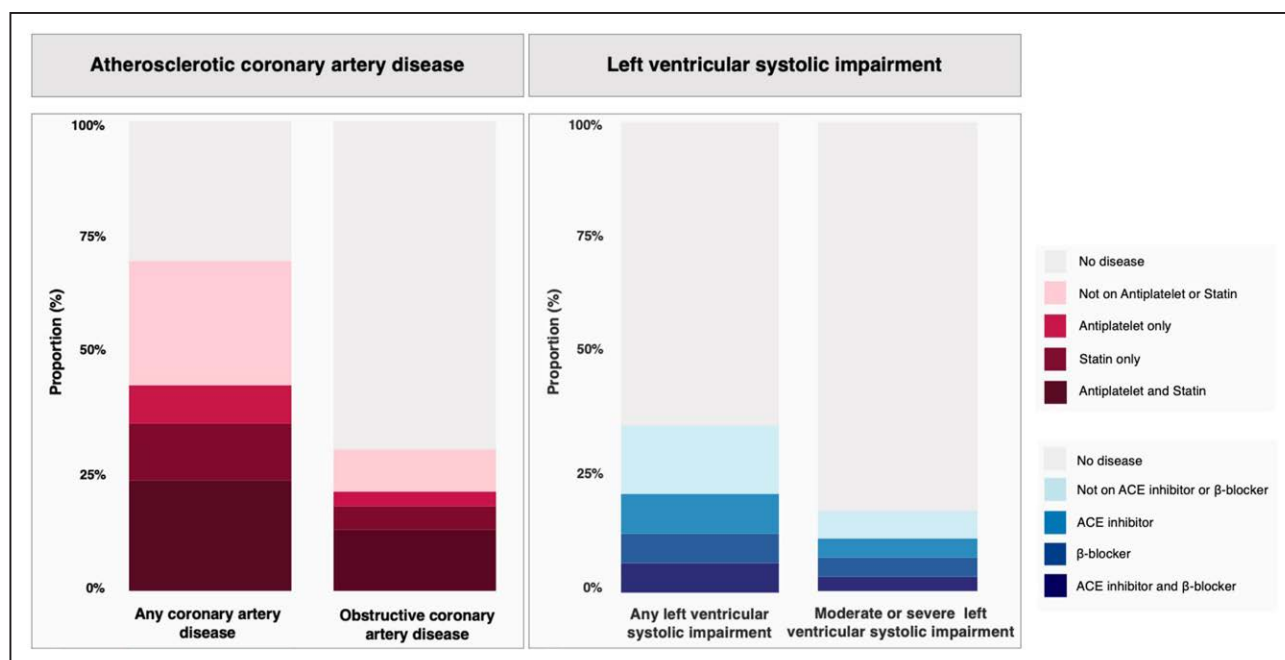 Atherosclerotic coronary artery disease
Left ventricular systolic impairment
100%
75%
50%
25%
0%
Proportion (%)
Any coronary artery
disease
Obstructive coronary
artery disease
100%
75%
50%
25%
0%
Proportion (%)
Any left ventricular
systolic impairment
Moderate or severe left
ventricular systolic impairment
No disease
Not on Antiplatelet or Statin
Antiplatelet only
Statin only
Antiplatelet and Statin
No disease
Not on ACE inhibitor or β-blocker
ACE inhibitor
β-blocker
ACE inhibitor and β-blocker